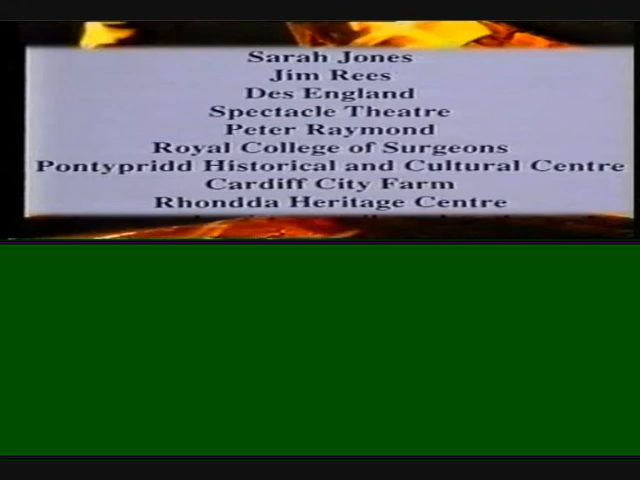 Sarah Jones
Jim Rees
Des England
Spectacle Theatre
Peter Raymond
Royal College of Surgeons
Pontypridd Historical and Cultural Centre
Cardiff City Farm
Rhondda Heritage Centre